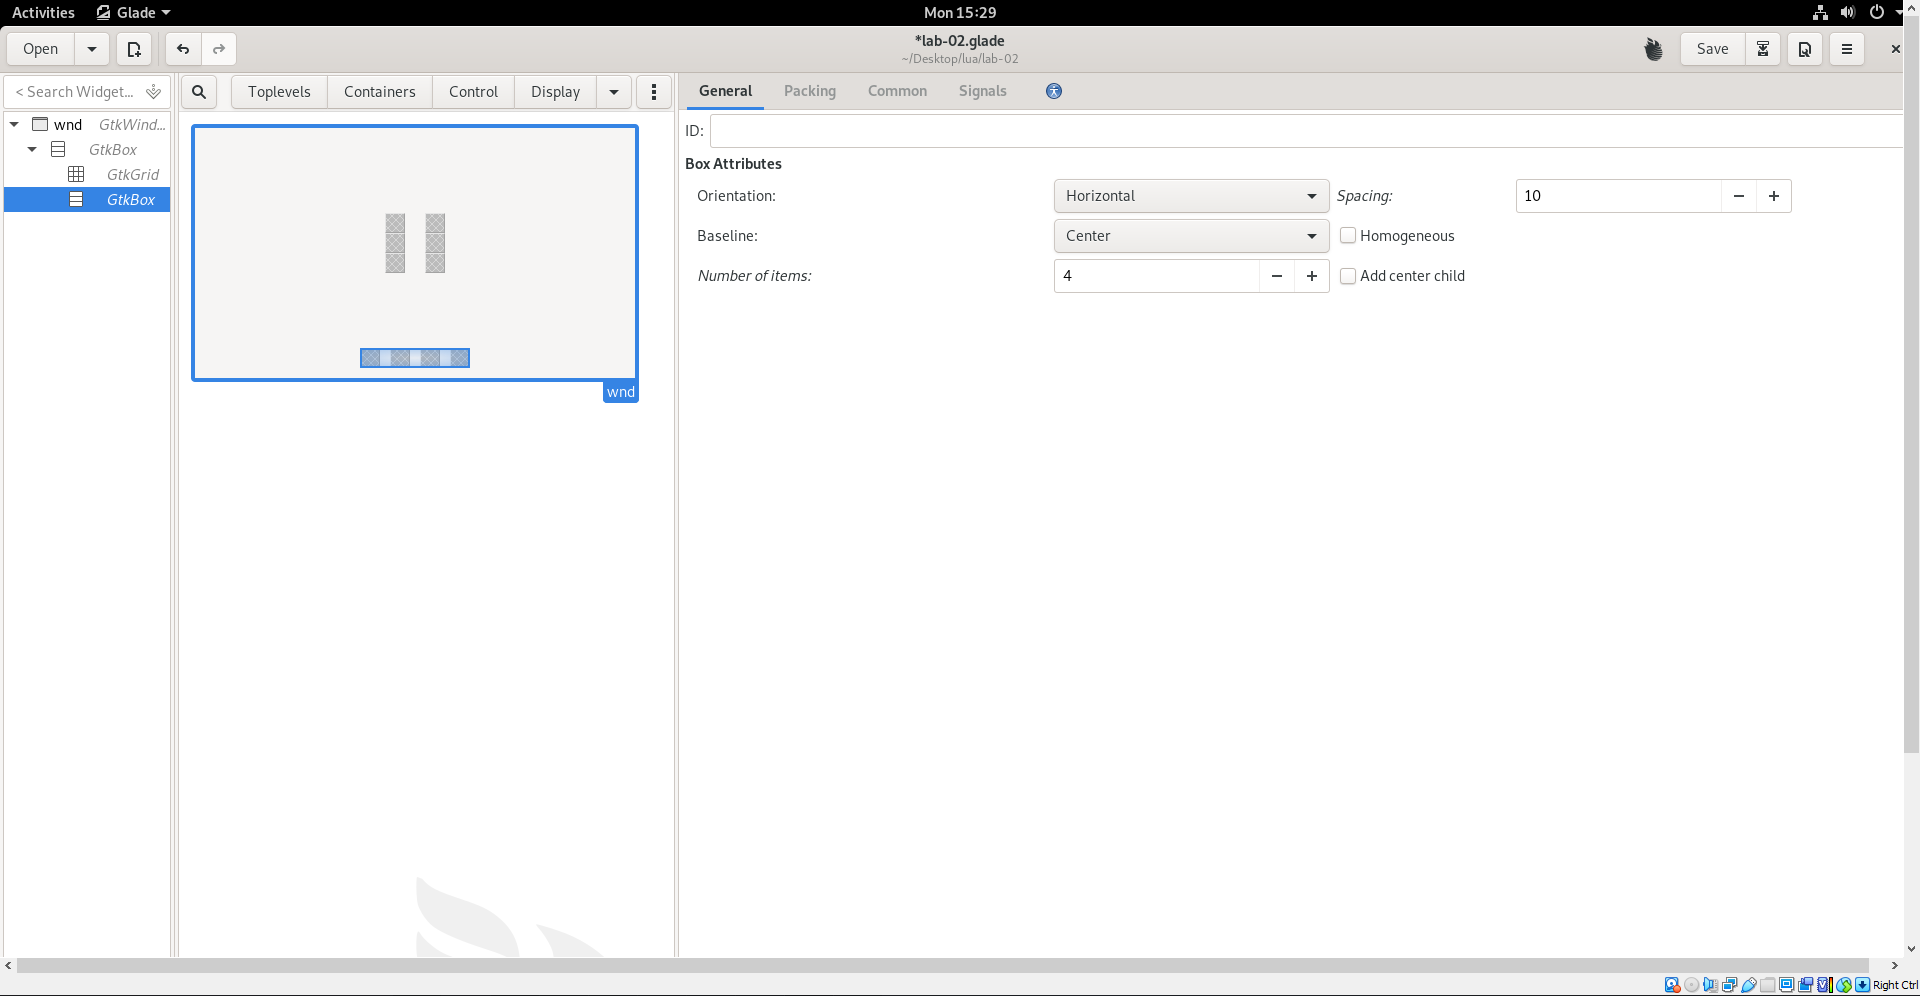 Activities Glade Mon 15:29
Open *lab-02.glade Save
~/Desktop/lua/lab-02
< Search Widget... Toplevels Containers Control Display General Packing Common Signals
wnd GtkWind...
GtkBox
GtkGrid
GtkBox
wnd
ID:
Box Attributes
Orientation: Horizontal Spacing: 10
Baseline: Center Homogeneous
Number of items: 4 Add center child
Right Ctrl